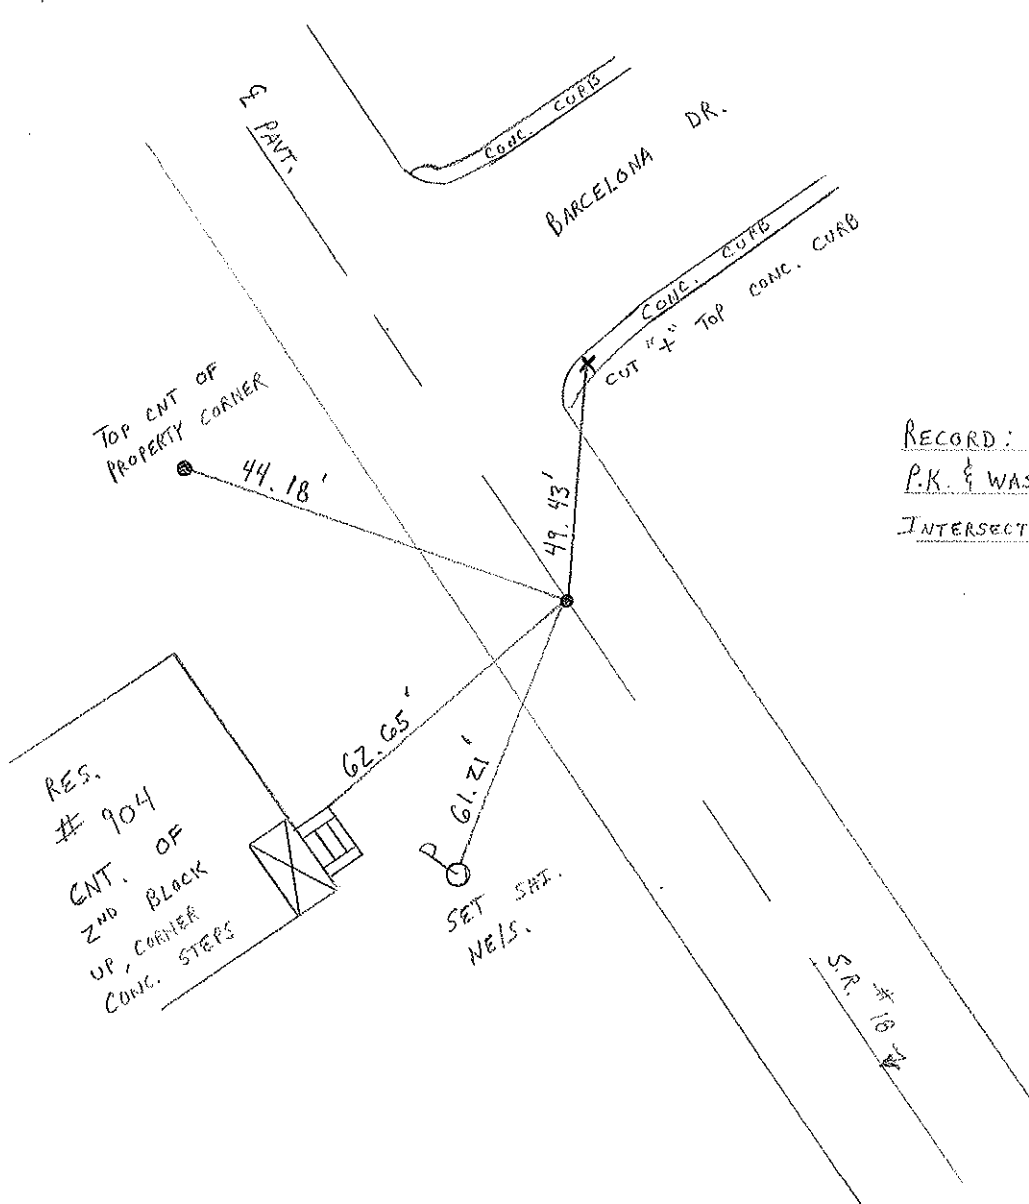 ℄ PAVT.
CONC. CURB
BARCELONA DR.
CONC. CURB
CUT "+" TOP CONC. CURB
TOP CNT OF
PROPERTY CORNER
44.18'
49.43'
RECORD:
P.K. & WAS
INTERSECT
62.65'
61.21'
RES.
# 904
CNT. OF
2ND BLOCK
UP, CORNER
CONC. STEPS
P
SET SHI.
NE/S.
S.R. # 18